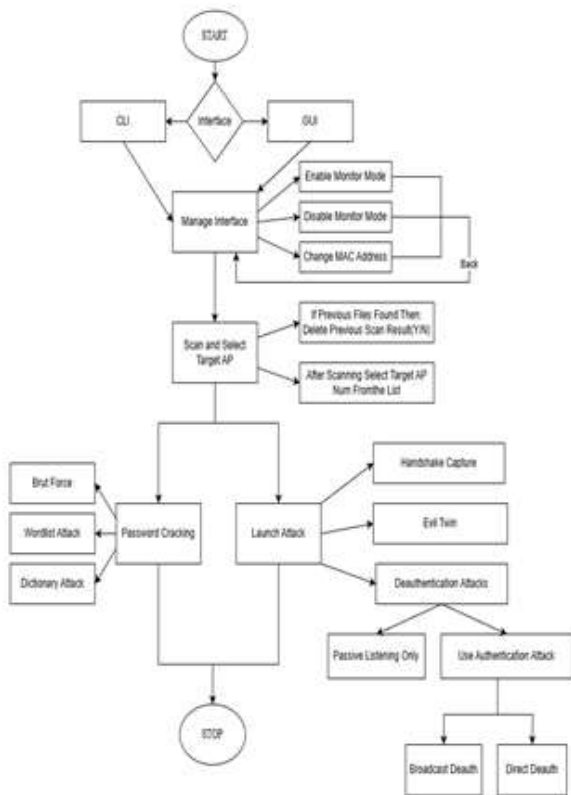 START
Interface
CLI
GUI
Manage Interface
Enable Monitor Mode
Disable Monitor Mode
Change MAC Address
Back
Scan and Select
Target AP
If Previous Files Found Then
Delete Previous Scan Result(Y/N)
After Scanning Select Target AP
Num Fromthe List
Brut Force
Wordlist Attack
Dictionary Attack
Password Cracking
Launch Attack
Handshake Capture
Evil Twin
Deauthentication Attacks
Passive Listening Only
Use Authentication Attack
STOP
Broadcast Deauth
Direct Deauth